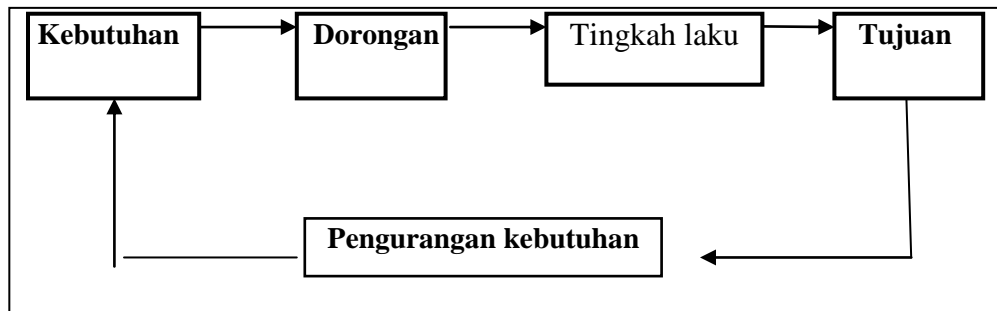 Kebutuhan
Dorongan
Tingkah laku
Tujuan
Pengurangan kebutuhan